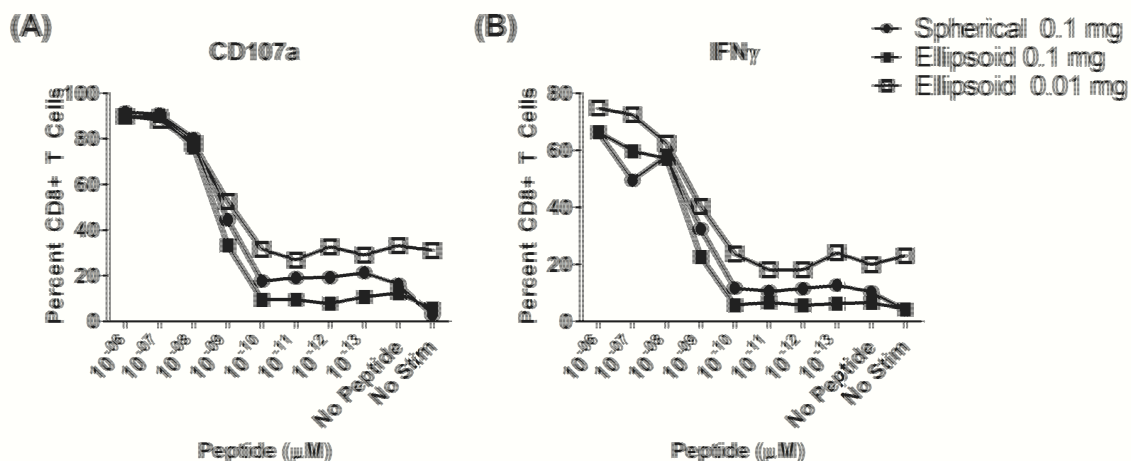 (A)
CD107a
Percent CD8+ T Cells
100
80
60
40
20
0
10^-06
10^-07
10^-08
10^-09
10^-10
10^-11
10^-12
10^-13
No Peptide
No Stim
Peptide (μM)
(B)
IFNγ
Percent CD8+ T Cells
80
60
40
20
0
10^-06
10^-07
10^-08
10^-09
10^-10
10^-11
10^-12
10^-13
No Peptide
No Stim
Peptide (μM)
Spherical 0.1 mg
Ellipsoid 0.1 mg
Ellipsoid 0.01 mg